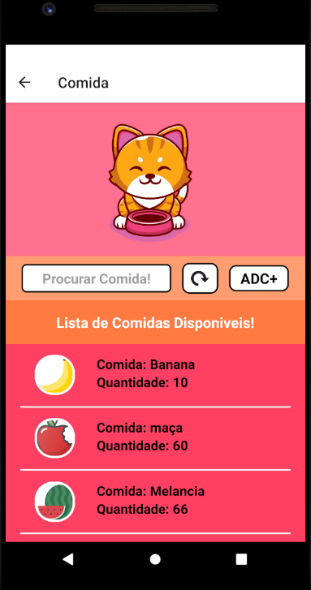 Comida
Procurar Comida!
ADC+
Lista de Comidas Disponiveis!
Comida: Banana
Quantidade: 10
Comida: maça
Quantidade: 60
Comida: Melancia
Quantidade: 66